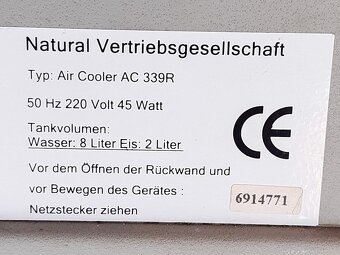 Natural Vertriebsgesellschaft
Typ: Air Cooler AC 339R
50 Hz 220 Volt 45 Watt
Tankvolumen:
Wasser: 8 Liter Eis: 2 Liter
CE
Vor dem Öffnen der Rückwand und
vor Bewegen des Gerätes :
Netzstecker ziehen
6914771